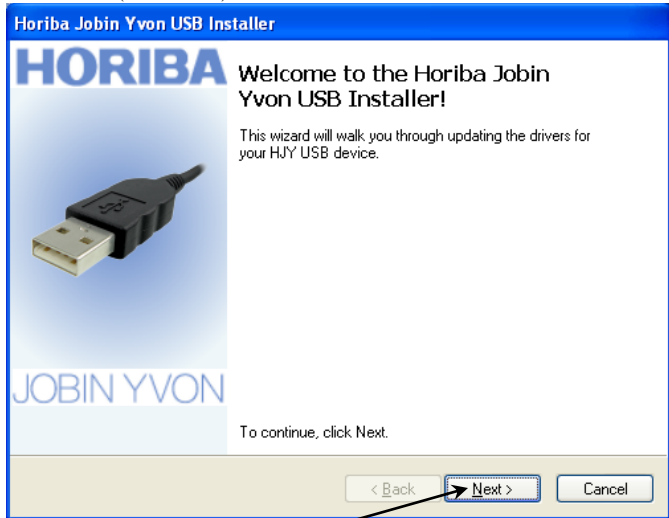 Horiba Jobin Yvon USB Installer
HORIBA
Welcome to the Horiba Jobin
Yvon USB Installer!
This wizard will walk you through updating the drivers for
your HJY USB device.
JOBIN YVON
To continue, click Next.
< Back
Next >
Cancel